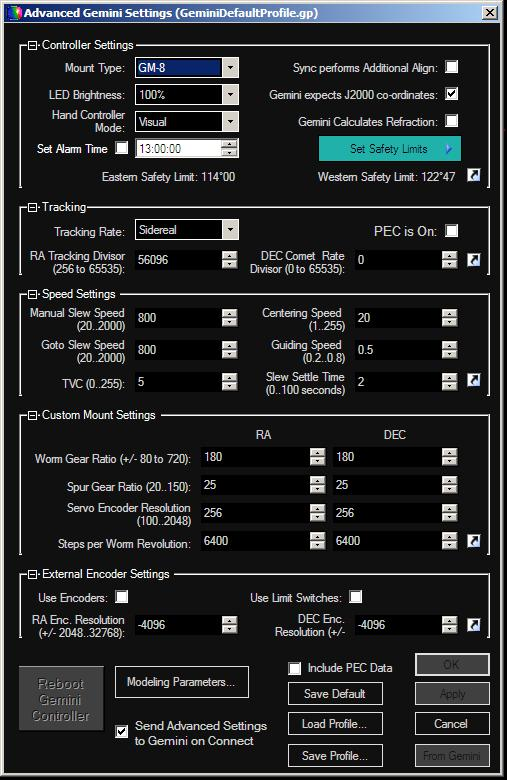 Advanced Gemini Settings (GeminiDefaultProfile.gp)
Controller Settings
Mount Type: GM-8 Sync performs Additional Align:
LED Brightness: 100% Gemini expects J2000 co-ordinates:
Hand Controller
Mode: Visual Gemini Calculates Refraction:
Set Alarm Time 13:00:00 Set Safety Limits
Eastern Safety Limit: 114°00 Western Safety Limit: 122°47
Tracking
Tracking Rate: Sidereal PEC is On:
RA Tracking Divisor
(256 to 65535): 56096
DEC Comet Rate
Divisor (0 to 65535): 0
Speed Settings
Manual Slew Speed
(20..2000) 800
Centering Speed
(1..255) 20
Goto Slew Speed
(20..2000) 800
Guiding Speed
(0.2..0.8) 0.5
TVC (0..255): 5
Slew Settle Time
(0..100 seconds) 2
Custom Mount Settings
RA DEC
Worm Gear Ratio (+/- 80 to 720): 180 180
Spur Gear Ratio (20..150): 25 25
Servo Encoder Resolution
(100..2048) 256 256
Steps per Worm Revolution: 6400 6400
External Encoder Settings
Use Encoders: Use Limit Switches:
RA Enc. Resolution
(+/- 2048..32768): -4096
DEC Enc.
Resolution (+/- -4096
Reboot
Gemini
Controller
Modeling Parameters...
Send Advanced Settings
to Gemini on Connect
Include PEC Data
Save Default
Load Profile...
Save Profile...
OK
Apply
Cancel
From Gemini